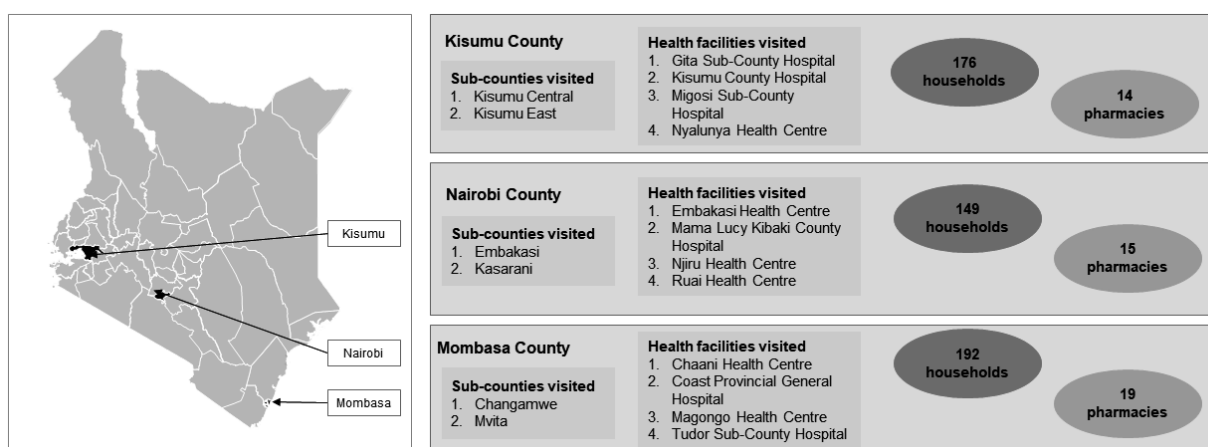 Kisumu
Nairobi
Mombasa
Kisumu County
Sub-counties visited
1. Kisumu Central
2. Kisumu East
Health facilities visited
1. Gita Sub-County Hospital
2. Kisumu County Hospital
3. Migosi Sub-County
Hospital
4. Nyalunya Health Centre
176
households
14
pharmacies
Nairobi County
Sub-counties visited
1. Embakasi
2. Kasarani
Health facilities visited
1. Embakasi Health Centre
2. Mama Lucy Kibaki County
Hospital
3. Njiru Health Centre
4. Ruai Health Centre
149
households
15
pharmacies
Mombasa County
Sub-counties visited
1. Changamwe
2. Mvita
Health facilities visited
1. Chaani Health Centre
2. Coast Provincial General
Hospital
3. Magongo Health Centre
4. Tudor Sub-County Hospital
192
households
19
pharmacies